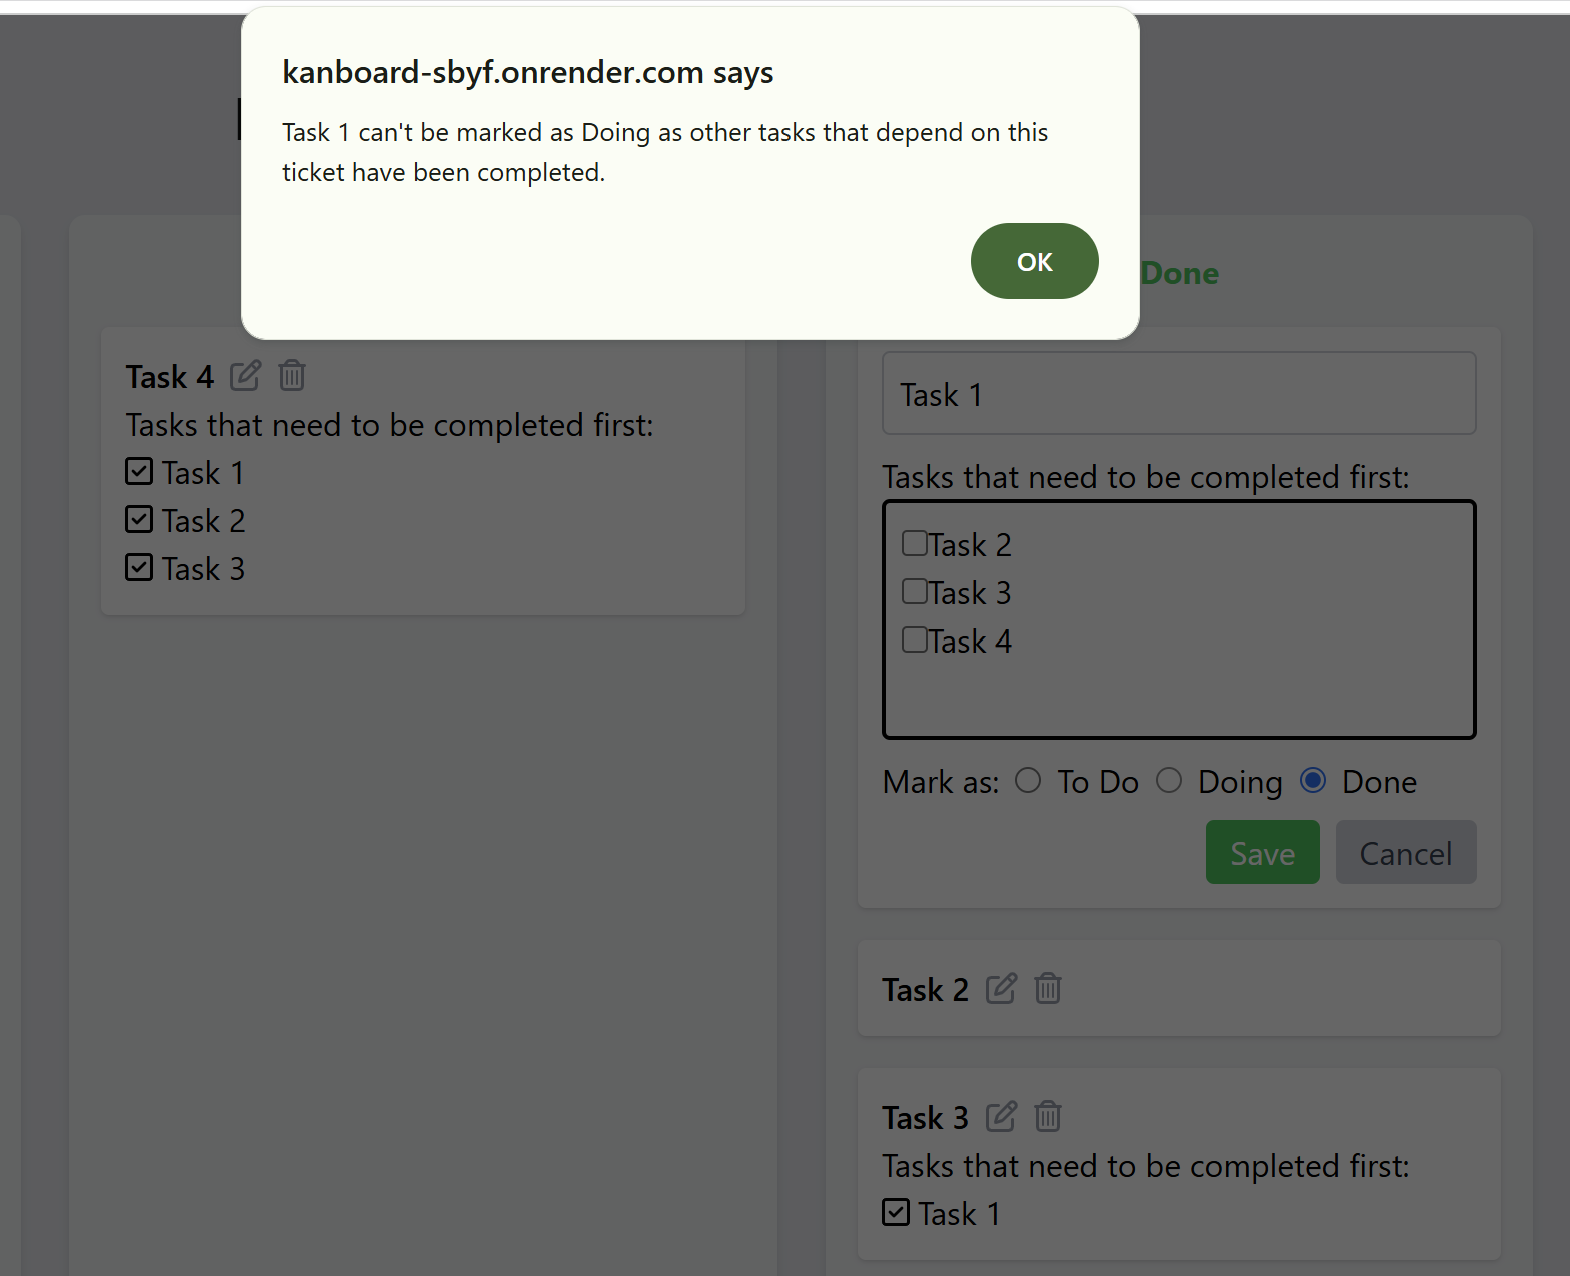 kanboard-sbyf.onrender.com says
Task 1 can't be marked as Doing as other tasks that depend on this
ticket have been completed.
OK
Done
Task 4
Tasks that need to be completed first:
Task 1
Task 2
Task 3
Task 1
Tasks that need to be completed first:
Task 2
Task 3
Task 4
Mark as: To Do Doing Done
Save Cancel
Task 2
Task 3
Tasks that need to be completed first:
Task 1